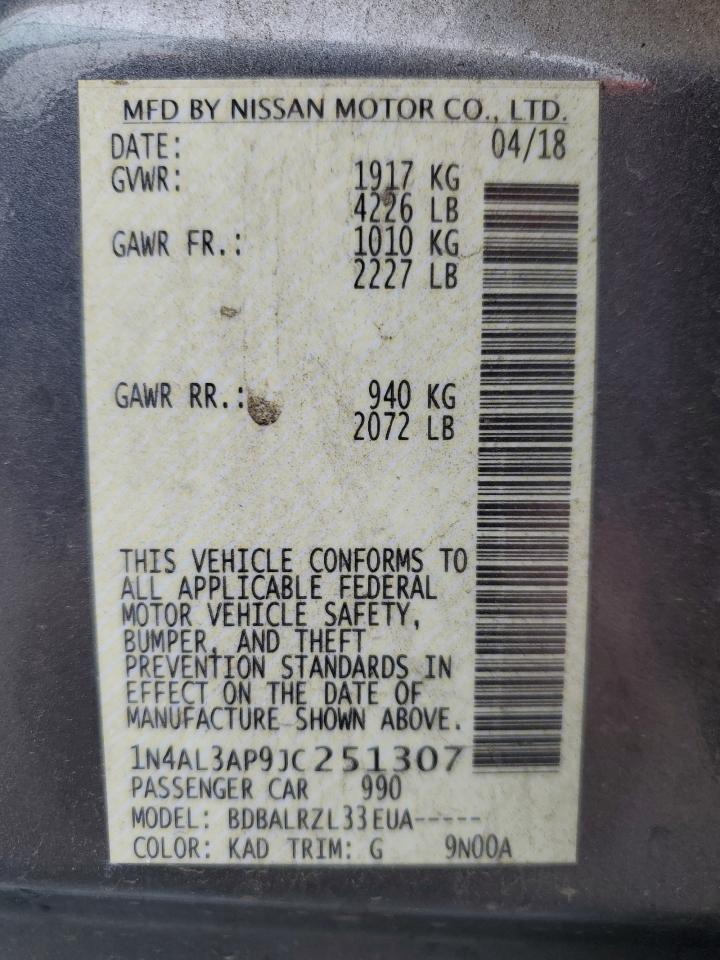 MFD BY NISSAN MOTOR CO., LTD.
DATE: 04/18
GVWR: 1917 KG
4226 LB
GAWR FR.: 1010 KG
2227 LB
GAWR RR.: 940 KG
2072 LB
THIS VEHICLE CONFORMS TO
ALL APPLICABLE FEDERAL
MOTOR VEHICLE SAFETY,
BUMPER, AND THEFT
PREVENTION STANDARDS IN
EFFECT ON THE DATE OF
MANUFACTURE SHOWN ABOVE.
1N4AL3AP9JC251307
PASSENGER CAR 990
MODEL: BDBALRZL33EUA-----
COLOR: KAD TRIM: G 9N00A